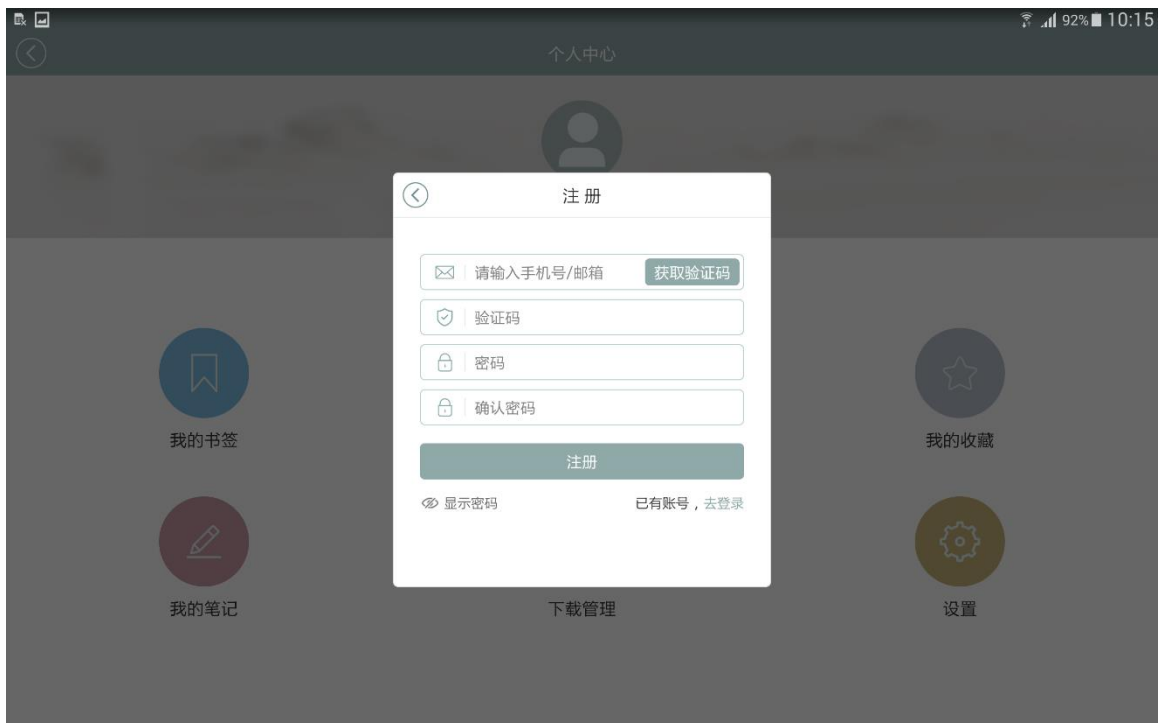 92% 10:15
个人中心
注册
请输入手机号/邮箱 获取验证码
验证码
密码
确认密码
注册
显示密码 已有账号，去登录
我的书签 我的收藏
我的笔记 下载管理 设置